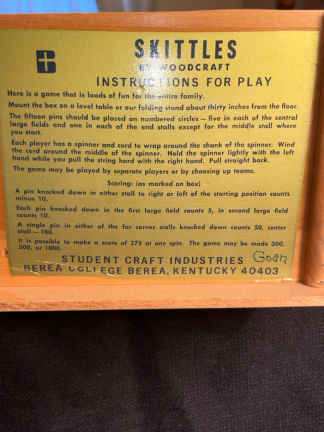 B
SKITTLES
BY WOODCRAFT
INSTRUCTIONS FOR PLAY
Here is a game that is loads of fun for the entire family.
Mount the box on a level table or our folding stand about thirty inches from the floor.
The fifteen pins should be placed on numbered circles — five in each of the central
large fields and one in each of the end stalls except for the middle stall where
you start.
Each player has a spinner and cord to wrap around the shank of the spinner. Wind
the cord around the middle of the spinner. Hold the spinner lightly with the left
hand while you pull the string hard with the right hand. Pull straight back.
The game may be played by separate players or by choosing up teams.
Scoring: (as marked on box)
A pin knocked down in either stall to right or left of the starting position counts
minus 10.
Each pin knocked down in the first large field counts 5, in second large field
counts 10.
A single pin in either of the far corner stalls knocked down counts 50, center
stall – 100.
It is possible to make a score of 275 at one spin. The game may be made 300,
500, or 1000.
STUDENT CRAFT INDUSTRIES
BEREA COLLEGE BEREA, KENTUCKY 40403